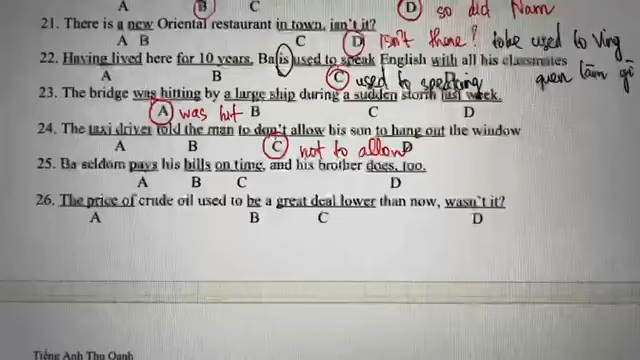 A B C D so did Nam
21. There is a new Oriental restaurant in town, isn't it?
A B C D isn't there? tobe used to Ving
22. Having lived here for 10 years, Ba is used to speak English with all his classmates
A B C used to speaking D quen làm gì
23. The bridge was hitting by a large ship during a sudden storm last week.
A was hit B C D
24. The taxi driver told the man to don't allow his son to hang out the window
A B C not to allow D
25. Ba seldom pays his bills on time, and his brother does, too.
A B C D
26. The price of crude oil used to be a great deal lower than now, wasn't it?
A B C D
Tiếng Anh Thu Oanh